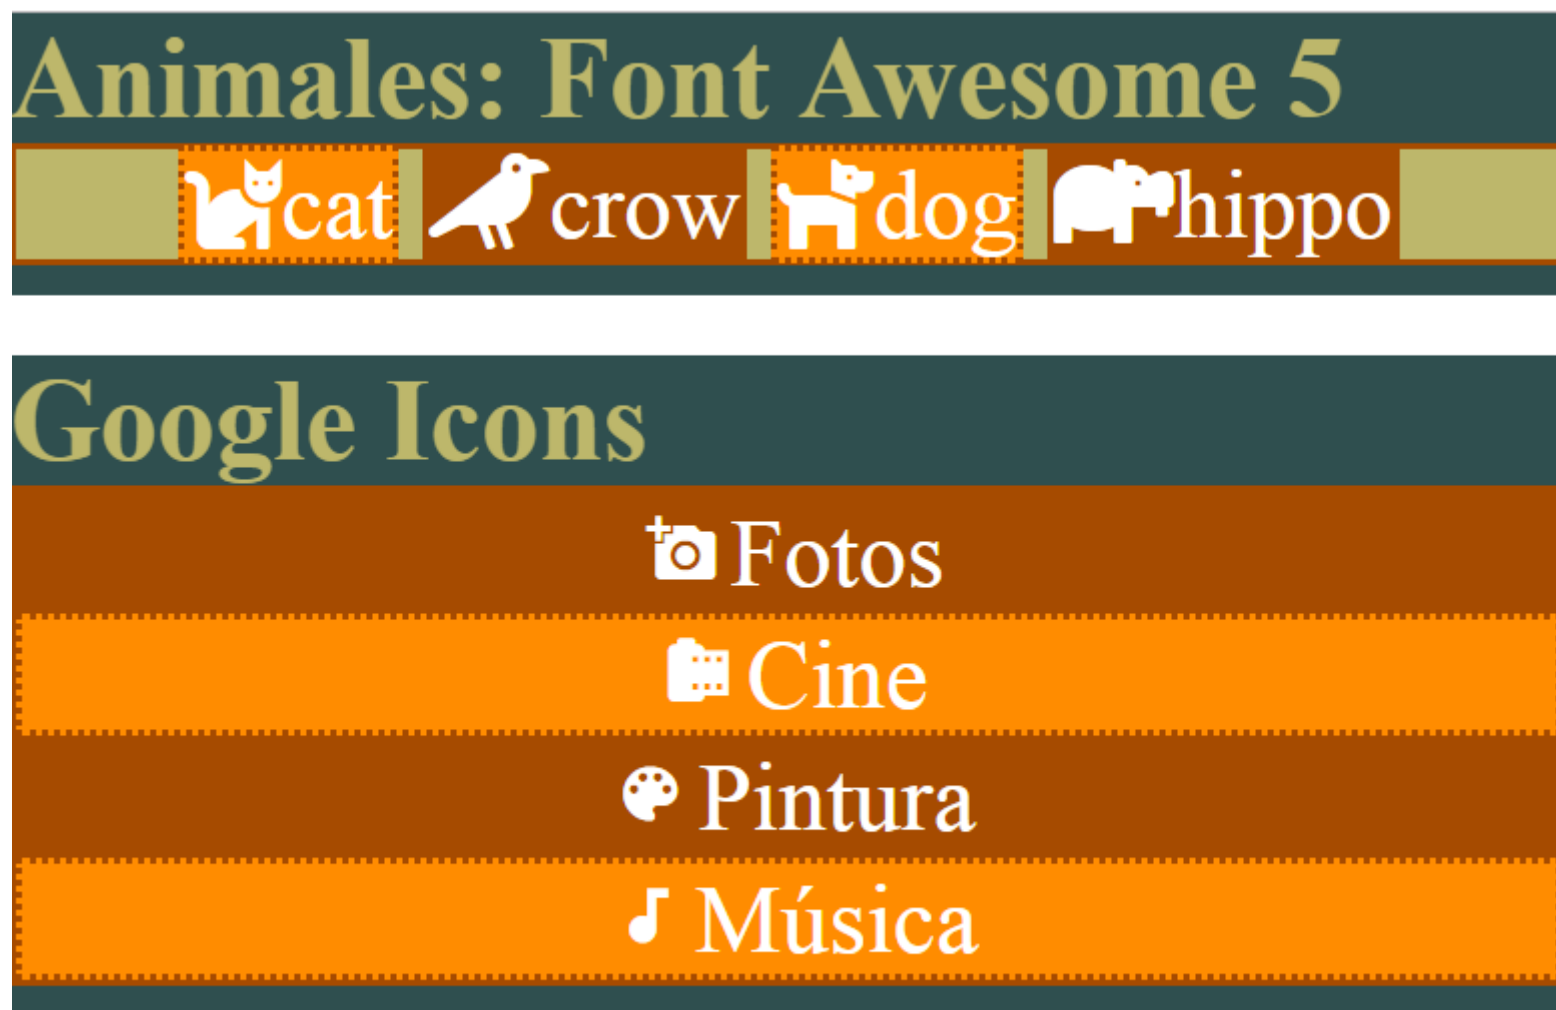 Animales: Font Awesome 5
cat crow dog hippo
Google Icons
Fotos
Cine
Pintura
Música